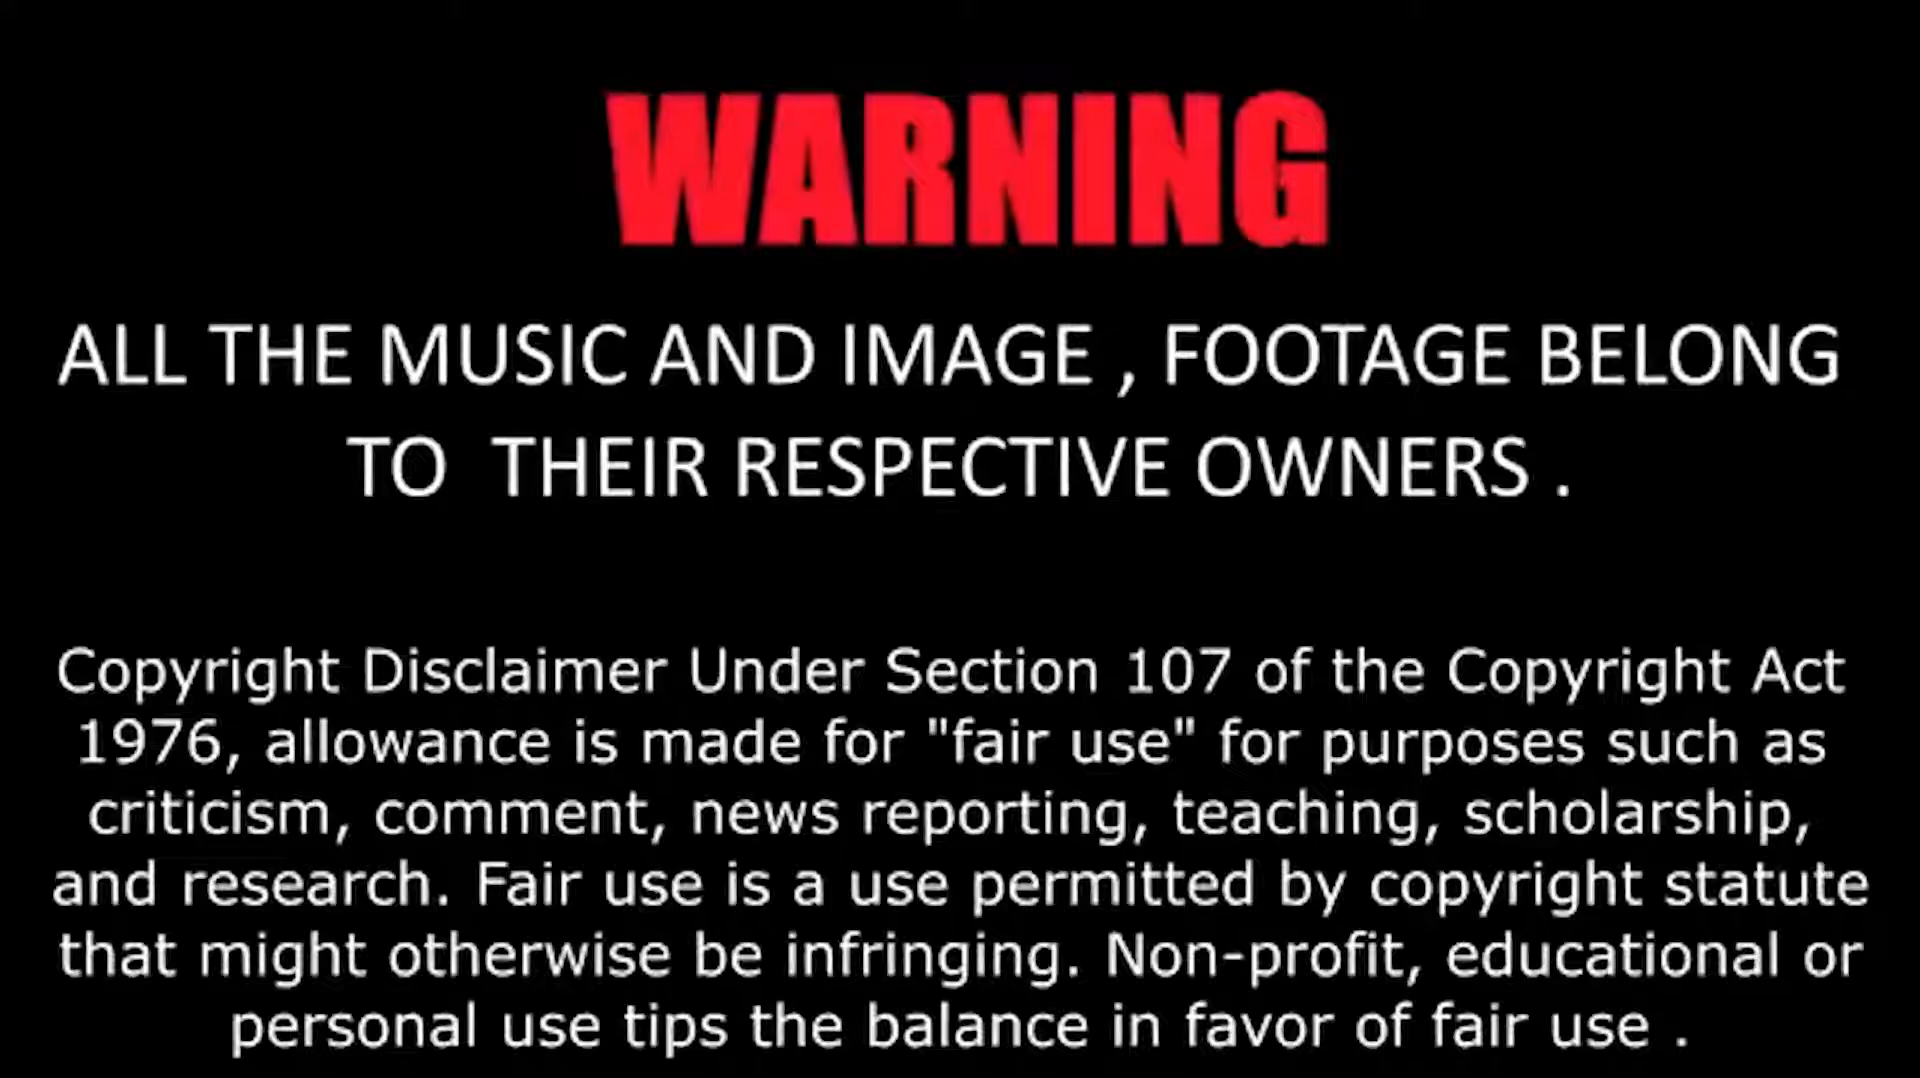 WARNING
ALL THE MUSIC AND IMAGE , FOOTAGE BELONG
TO THEIR RESPECTIVE OWNERS .
Copyright Disclaimer Under Section 107 of the Copyright Act
1976, allowance is made for "fair use" for purposes such as
criticism, comment, news reporting, teaching, scholarship,
and research. Fair use is a use permitted by copyright statute
that might otherwise be infringing. Non-profit, educational or
personal use tips the balance in favor of fair use .